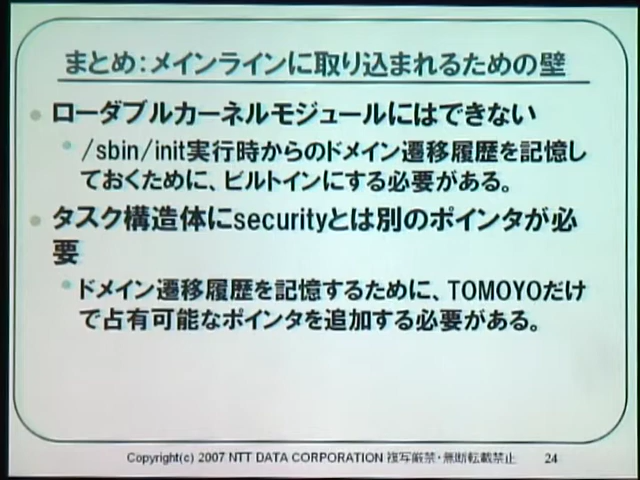 まとめ：メインラインに取り込まれるための壁
ローダブルカーネルモジュールにはできない
/sbin/init実行時からのドメイン遷移履歴を記憶し
ておくために、ビルトインにする必要がある。
タスク構造体にsecurityとは別のポインタが必
要
ドメイン遷移履歴を記憶するために、TOMOYOだけ
で占有可能なポインタを追加する必要がある。
Copyright(c) 2007 NTT DATA CORPORATION 複写厳禁・無断転載禁止 24